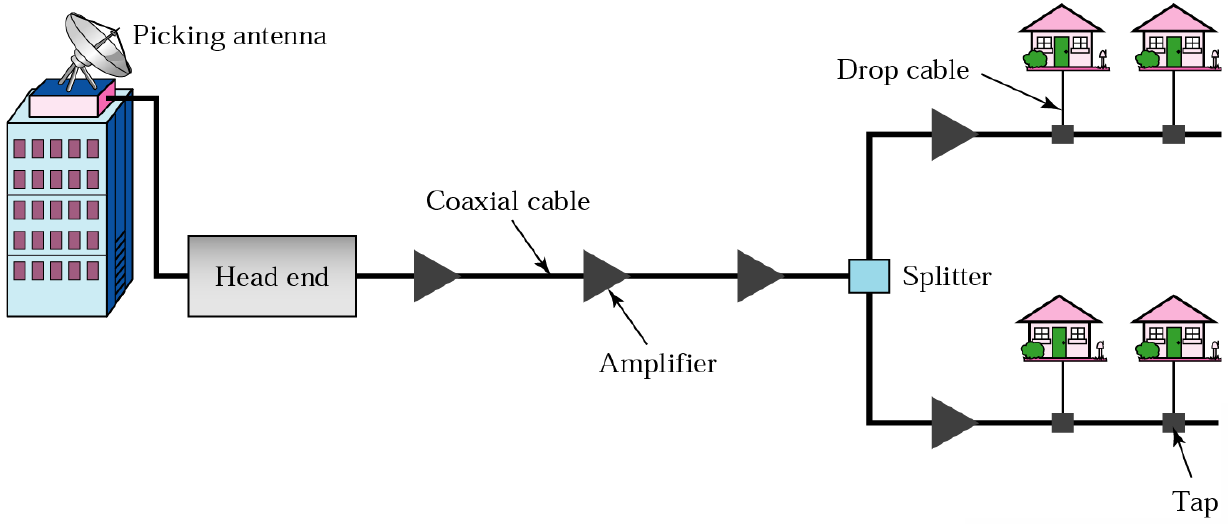 Picking antenna
Drop cable
Coaxial cable
Head end
Splitter
Amplifier
Tap